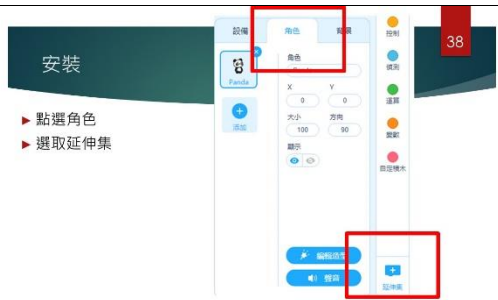 安裝
38
點選角色
選取延伸集
設備
角色
背景
Panda
添加
角色
X
Y
0
0
大小
方向
100
90
顯示
編輯造型
聲音
控制
偵測
運算
變數
自定積木
延伸集